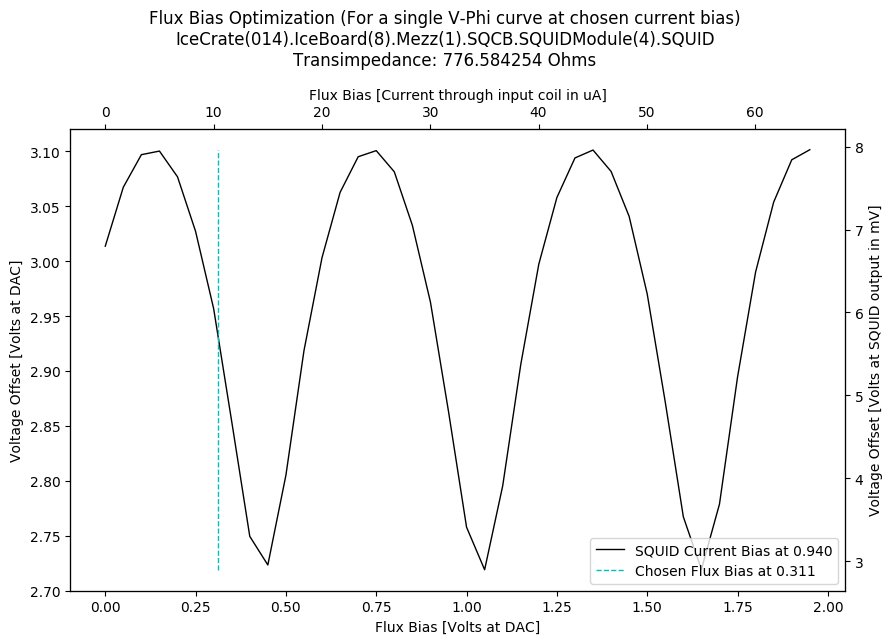 Flux Bias Optimization (For a single V-Phi curve at chosen current bias)
IceCrate(014).IceBoard(8).Mezz(1).SQCB.SQUIDModule(4).SQUID
Transimpedance: 776.584254 Ohms
Flux Bias [Current through input coil in uA]
0 10 20 30 40 50 60
Voltage Offset [Volts at DAC]
3.10
3.05
3.00
2.95
2.90
2.85
2.80
2.75
2.70
8
7
6
5
4
3
Voltage Offset [Volts at SQUID output in mV]
SQUID Current Bias at 0.940
Chosen Flux Bias at 0.311
0.00 0.25 0.50 0.75 1.00 1.25 1.50 1.75 2.00
Flux Bias [Volts at DAC]